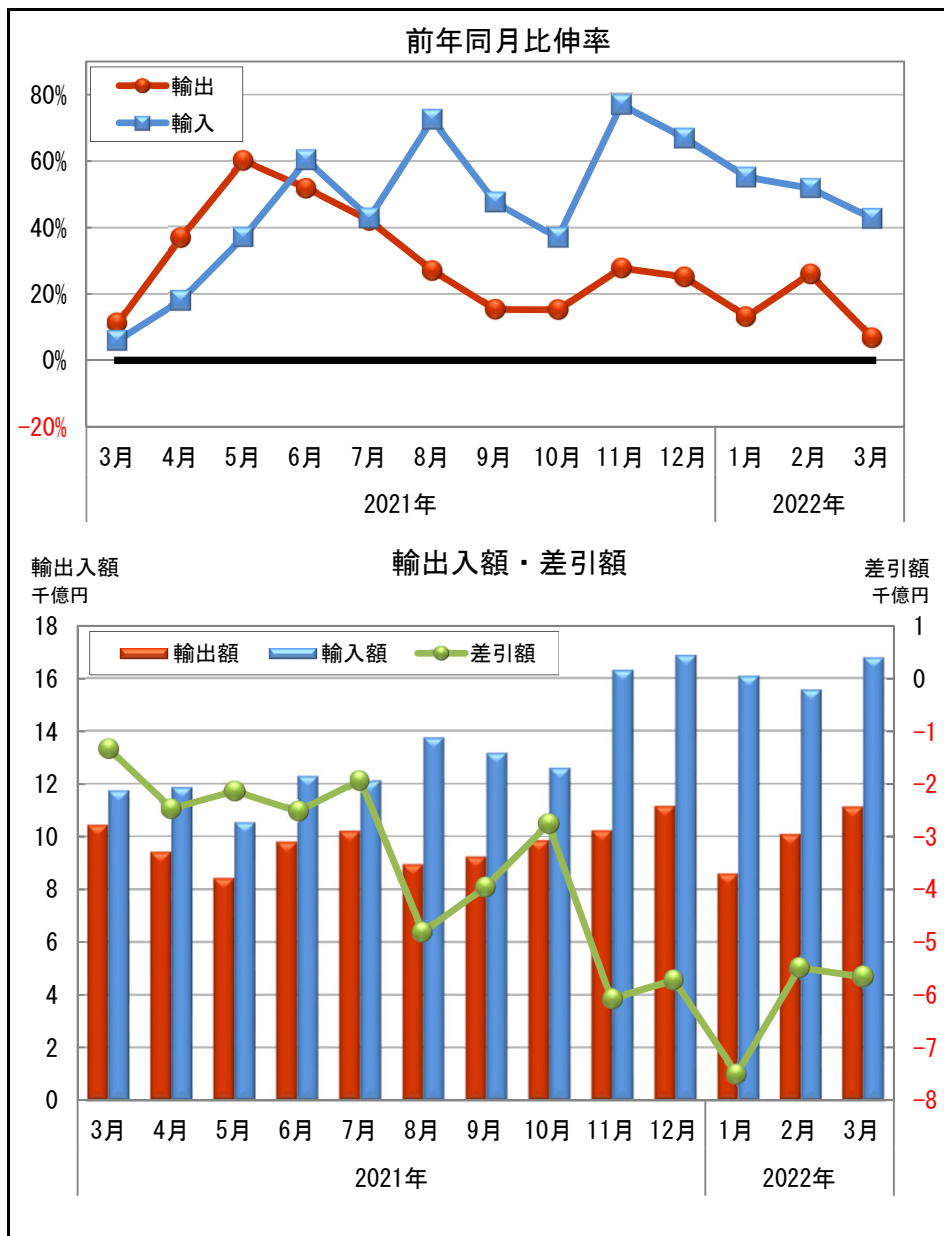 前年同月比伸率
輸出
輸入
80%
60%
40%
20%
0%
-20%
3月 4月 5月 6月 7月 8月 9月 10月 11月 12月 1月 2月 3月
2021年 2022年
輸出入額・差引額
輸出入額 差引額
千億円 千億円
輸出額 輸入額 差引額
18 1
16 0
14 -1
12 -2
10 -3
8 -4
6 -5
4 -6
2 -7
0 -8
3月 4月 5月 6月 7月 8月 9月 10月 11月 12月 1月 2月 3月
2021年 2022年